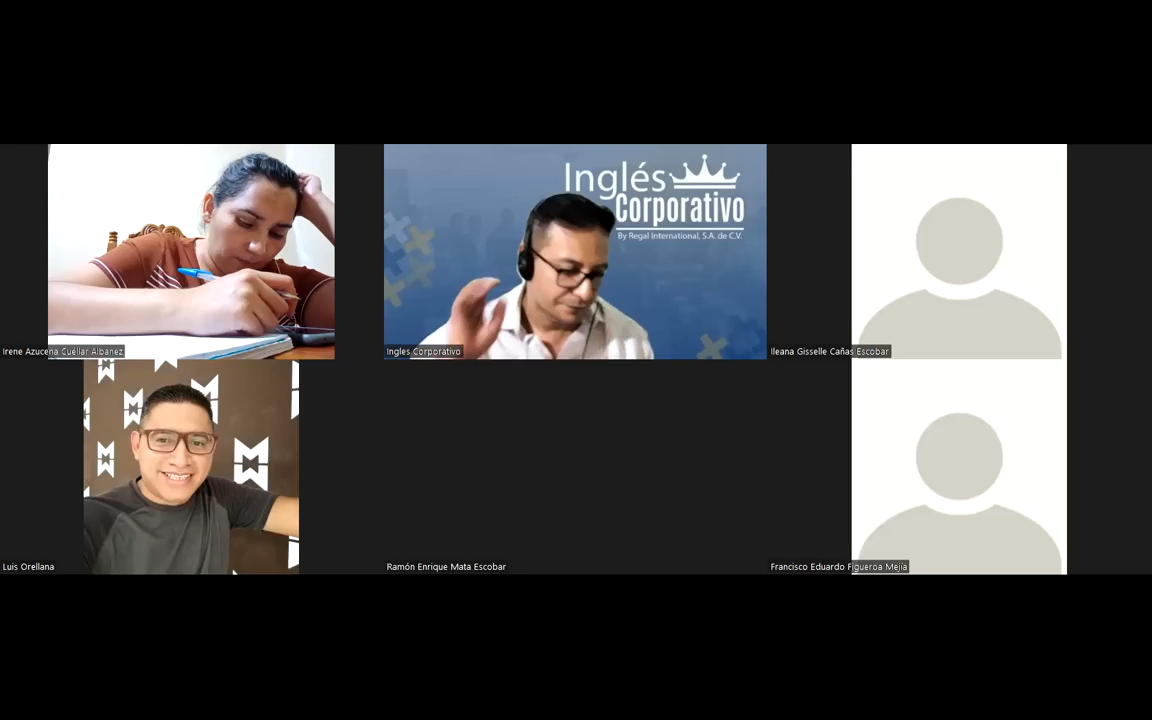 Inglés
Corporativo
By Regal International, S.A. de C.V.
Irene Azucena Cuéllar Albanez
Ingles Corporativo
Ileana Gisselle Cañas Escobar
Luis Orellana
Ramón Enrique Mata Escobar
Francisco Eduardo Figueroa Mejía